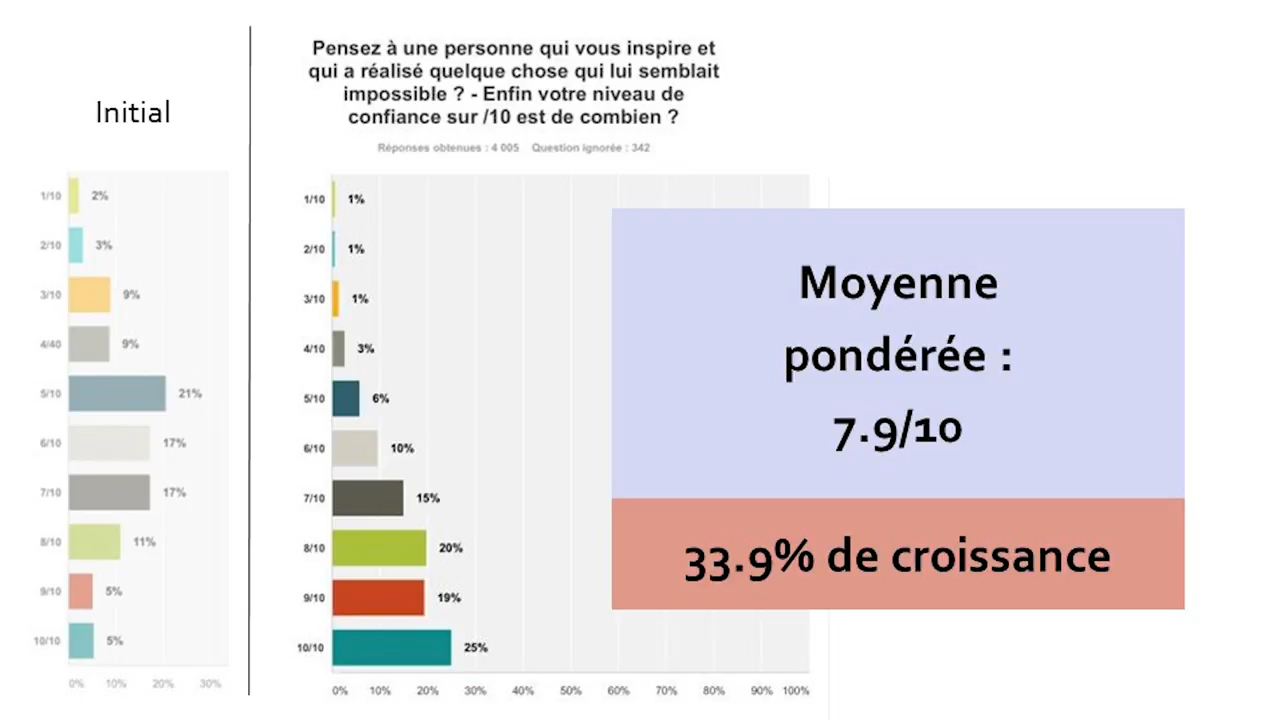 Initial
1/10 2%
2/10 3%
3/10 9%
4/40 9%
5/10 21%
6/10 17%
7/10 17%
8/10 11%
9/10 5%
10/10 5%
0% 10% 20% 30%
Pensez à une personne qui vous inspire et
qui a réalisé quelque chose qui lui semblait
impossible ? - Enfin votre niveau de
confiance sur /10 est de combien ?
Réponses obtenues : 4 005 Question ignorée : 342
1/10 1%
2/10 1%
3/10 1%
4/10 3%
5/10 6%
6/10 10%
7/10 15%
8/10 20%
9/10 19%
10/10 25%
0% 10% 20% 30% 40% 50% 60% 70% 80% 90% 100%
Moyenne
pondérée :
7.9/10
33.9% de croissance